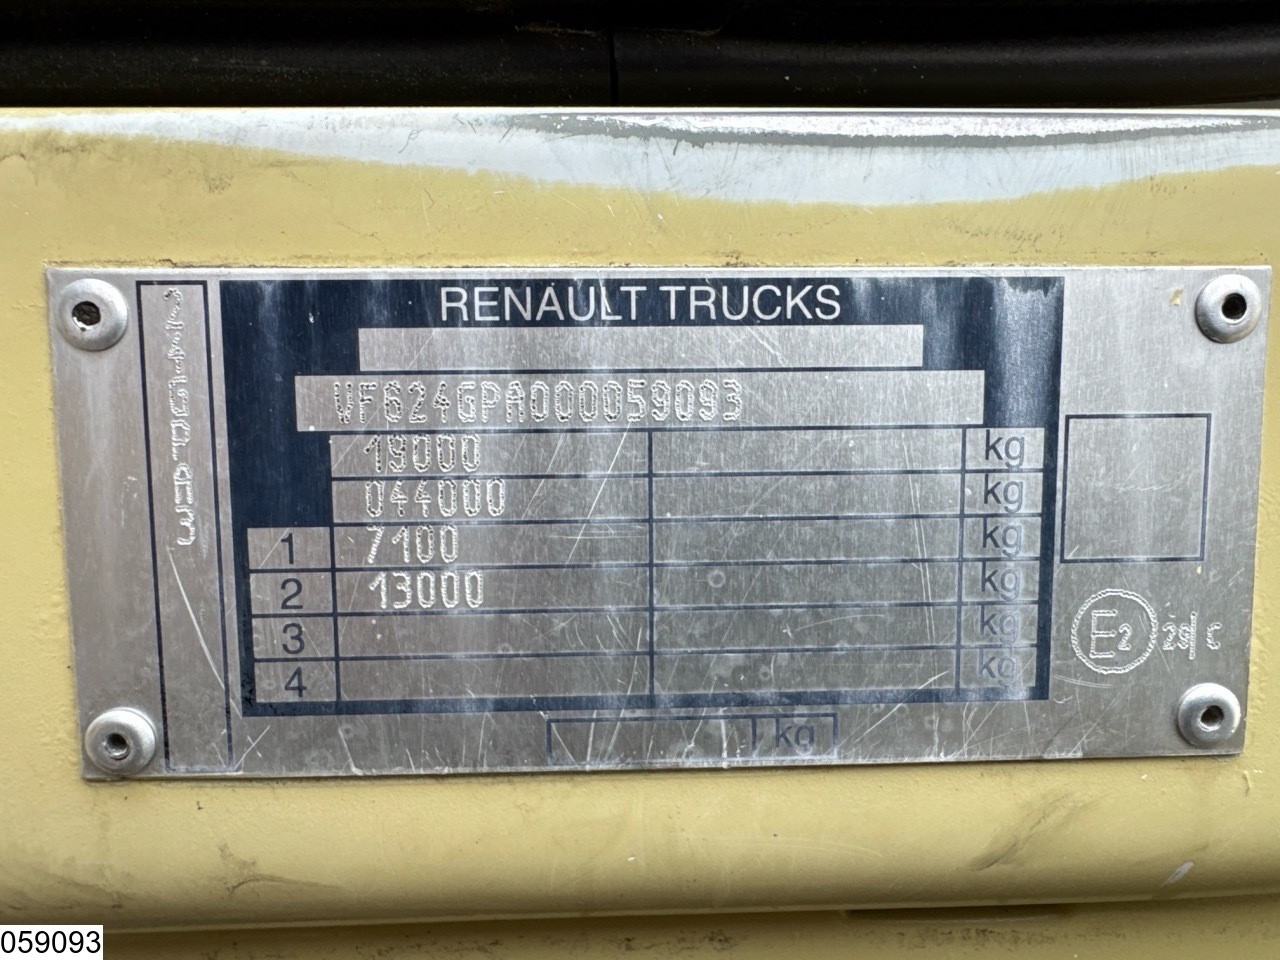 RENAULT TRUCKS
VF624GPA000059093
19000 kg
044000 kg
1 7100 kg
2 13000 kg
3 kg
4 kg
kg
E2
059093